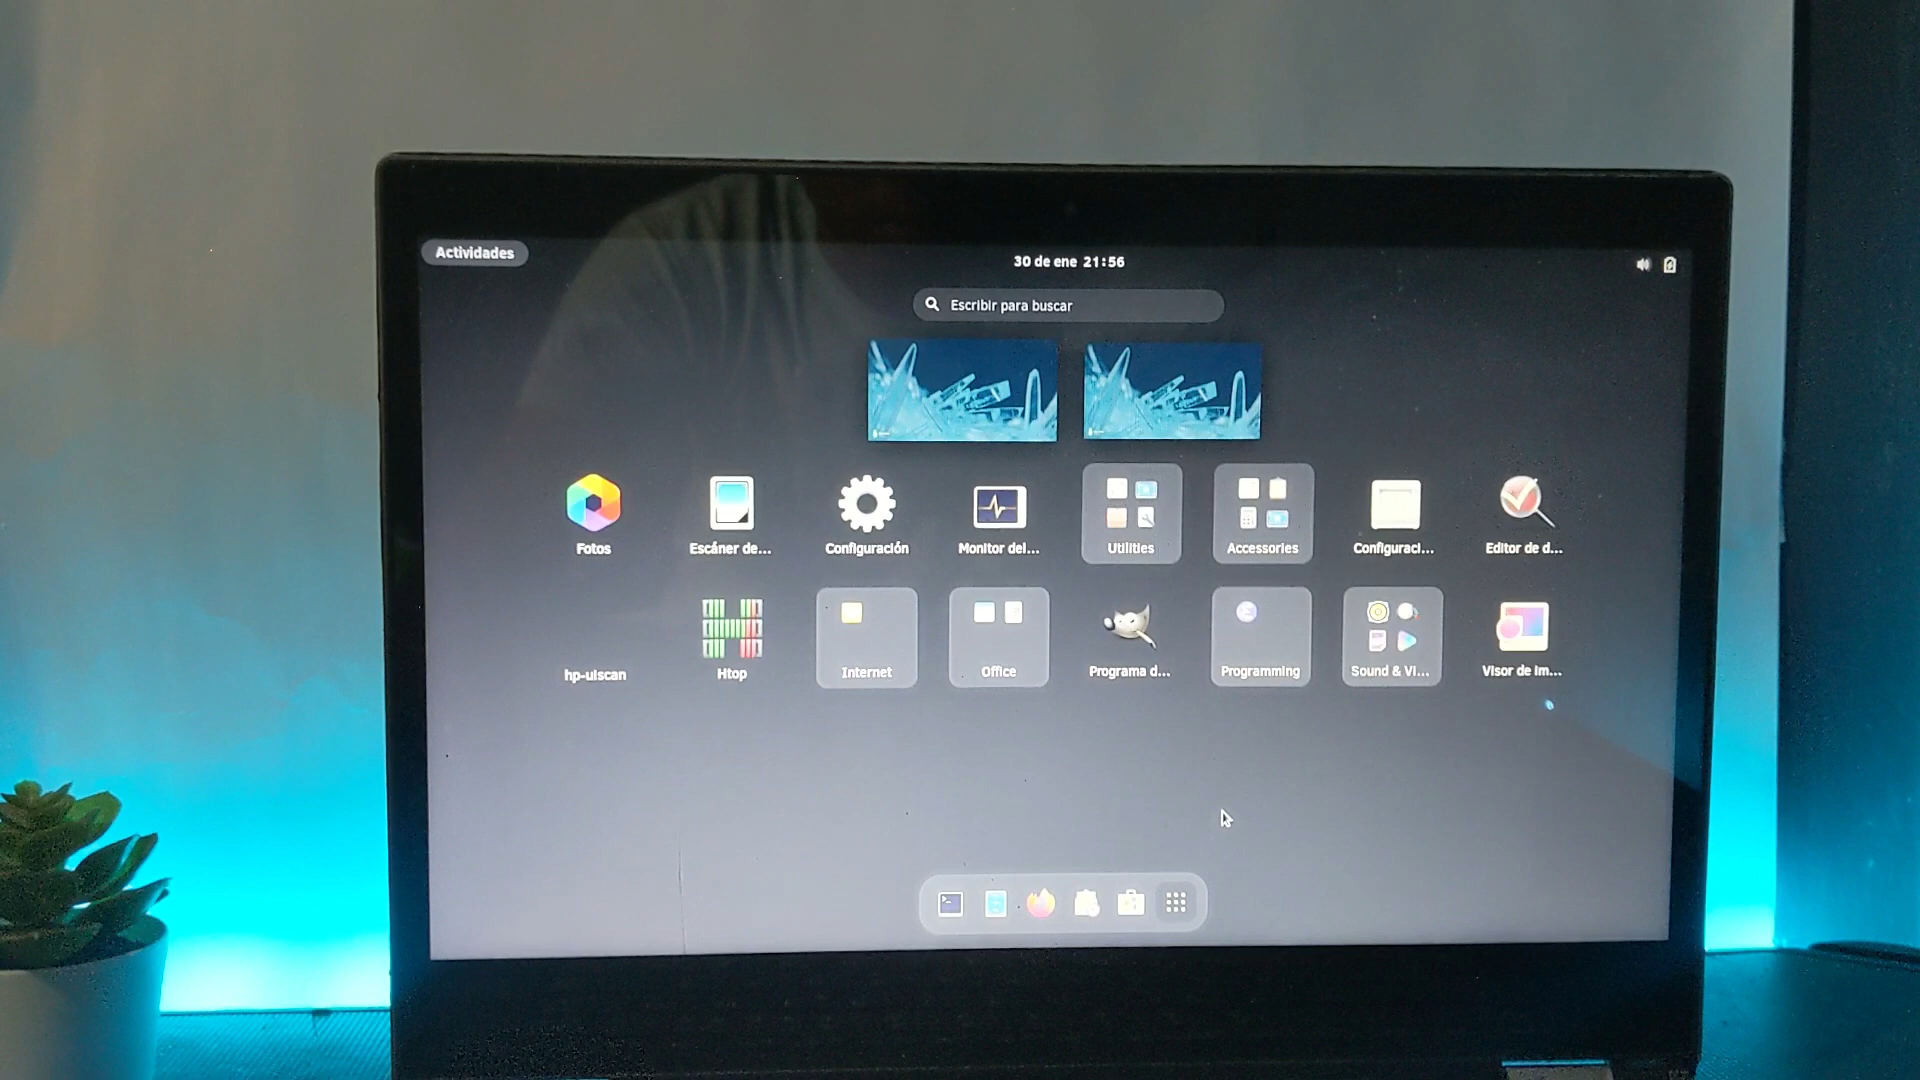 Actividades
30 de ene 21:56
Escribir para buscar
Fotos
Escáner de...
Configuración
Monitor del...
Utilities
Accessories
Configuraci...
Editor de d...
hp-uiscan
Htop
Internet
Office
Programa d...
Programming
Sound & Vi...
Visor de im...